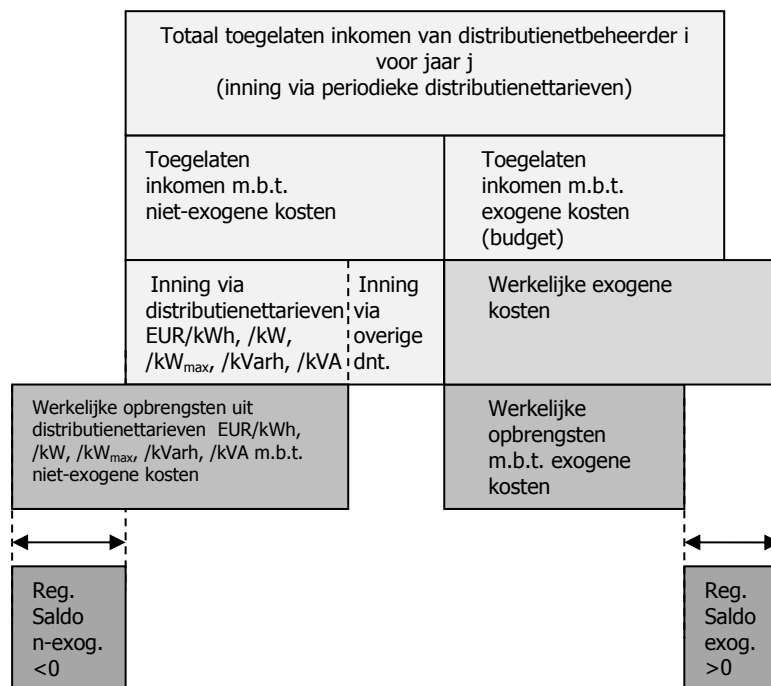 Totaal toegelaten inkomen van distributienetbeheerder i
voor jaar j
(inning via periodieke distributienettarieven)
Toegelaten
inkomen m.b.t.
niet-exogene kosten
Toegelaten
inkomen m.b.t.
exogene kosten
(budget)
Inning via
distributienettarieven
EUR/kWh, /kW,
/kWmax, /kVarh, /kVA
Inning
via
overige
dnt.
Werkelijke exogene
kosten
Werkelijke opbrengsten uit
distributienettarieven EUR/kWh,
/kW, /kWmax, /kVarh, /kVA m.b.t.
niet-exogene kosten
Werkelijke
opbrengsten
m.b.t. exogene
kosten
Reg.
Saldo
n-exog.
<0
Reg.
Saldo
exog.
>0